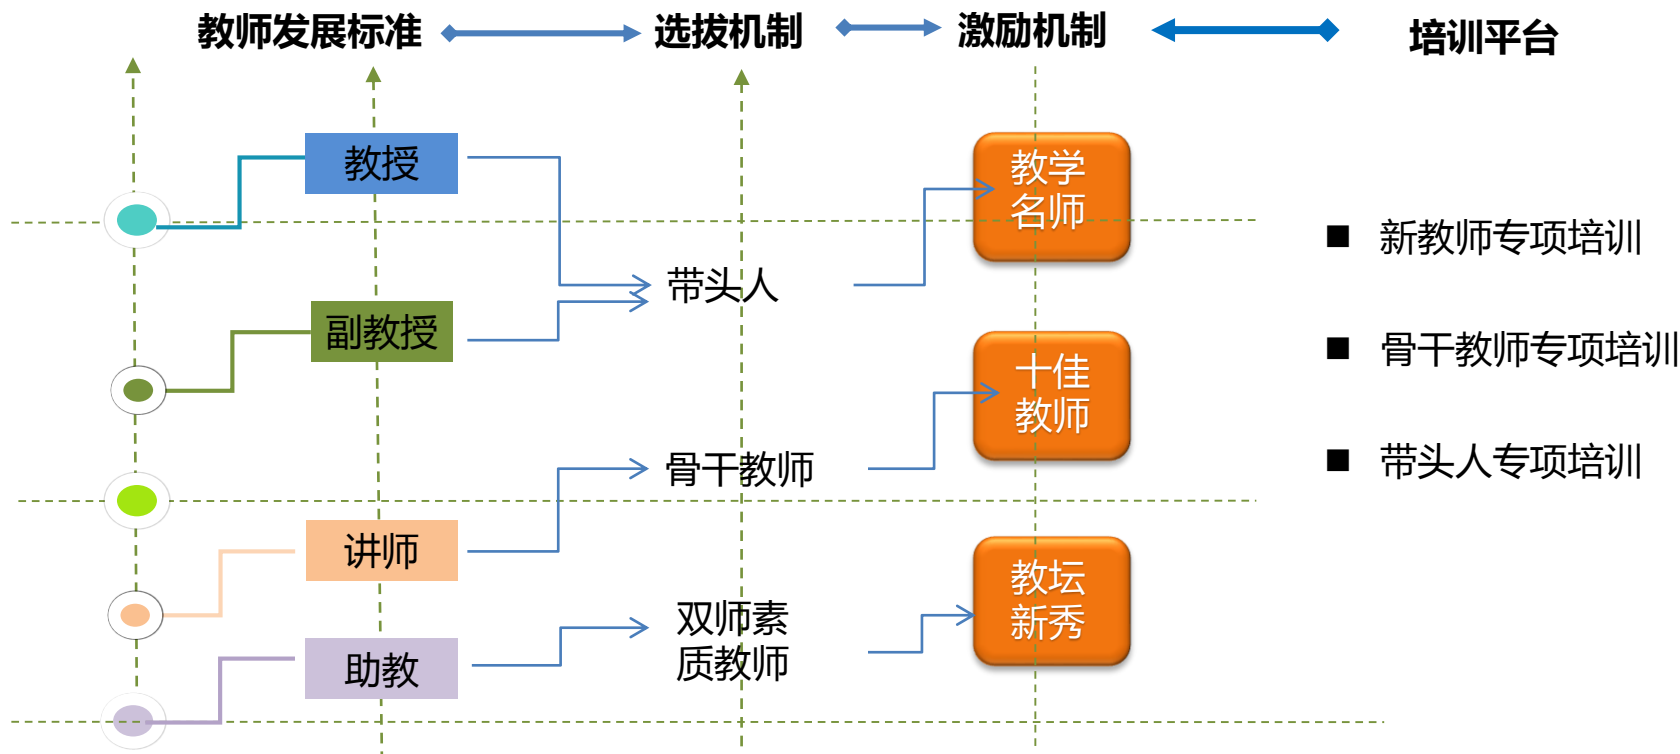 教师发展标准
选拔机制
激励机制
培训平台
教授
副教授
讲师
助教
带头人
骨干教师
双师素
质教师
教学
名师
十佳
教师
教坛
新秀
■ 新教师专项培训
■ 骨干教师专项培训
■ 带头人专项培训